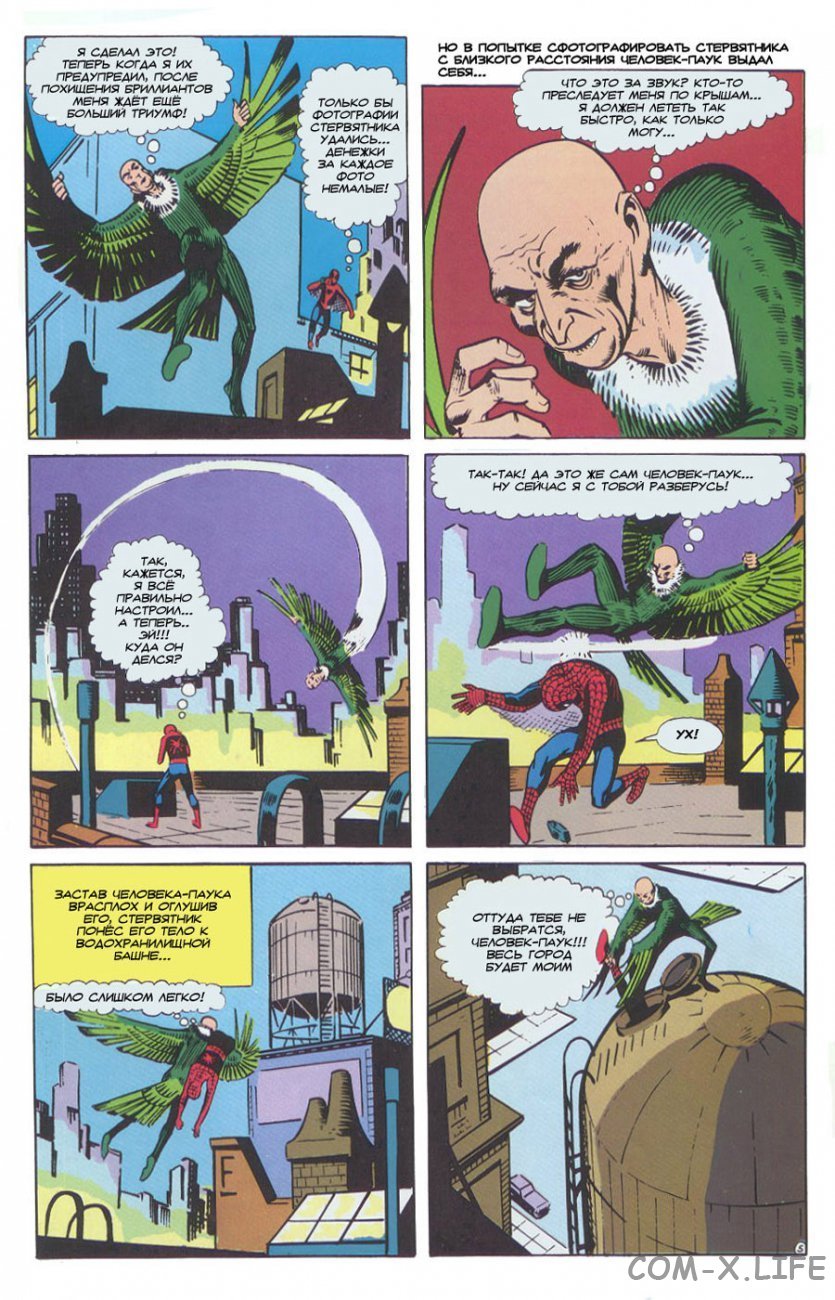 Я СДЕЛАЛ ЭТО!
ТЕПЕРЬ КОГДА Я ИХ
ПРЕДУПРЕДИЛ, ПОСЛЕ
ПОХИЩЕНИЯ БРИЛЛИАНТОВ
МЕНЯ ЖДЁТ ЕЩЁ
БОЛЬШИЙ ТРИУМФ!
ТОЛЬКО БЫ
ФОТОГРАФИИ
СТЕРВЯТНИКА
УДАЛИСЬ...
ДЕНЕЖКИ
ЗА КАЖДОЕ
ФОТО
НЕМАЛЫЕ!
НО В ПОПЫТКЕ СФОТОГРАФИРОВАТЬ СТЕРВЯТНИКА
С БЛИЗКОГО РАССТОЯНИЯ ЧЕЛОВЕК-ПАУК ВЫДАЛ
СЕБЯ...
ЧТО ЭТО ЗА ЗВУК? КТО-ТО
ПРЕСЛЕДУЕТ МЕНЯ ПО КРЫШАМ...
Я ДОЛЖЕН ЛЕТЕТЬ ТАК
БЫСТРО, КАК ТОЛЬКО
МОГУ...
ТАК,
КАЖЕТСЯ,
Я ВСЁ
ПРАВИЛЬНО
НАСТРОИЛ...
А ТЕПЕРЬ..
ЭЙ!!!
КУДА ОН
ДЕЛСЯ?
ТАК-ТАК! ДА ЭТО ЖЕ САМ ЧЕЛОВЕК-ПАУК...
НУ СЕЙЧАС Я С ТОБОЙ РАЗБЕРУСЬ!
УХ!
ЗАСТАВ ЧЕЛОВЕКА-ПАУКА
ВРАСПЛОХ И ОГЛУШИВ
ЕГО, СТЕРВЯТНИК
ПОНЁС ЕГО ТЕЛО К
ВОДОХРАНИЛИЩНОЙ
БАШНЕ...
БЫЛО СЛИШКОМ ЛЕГКО!
ОТТУДА ТЕБЕ НЕ
ВЫБРАТСЯ,
ЧЕЛОВЕК-ПАУК!!!
ВЕСЬ ГОРОД
БУДЕТ МОИМ
5
COM-X.LIFE